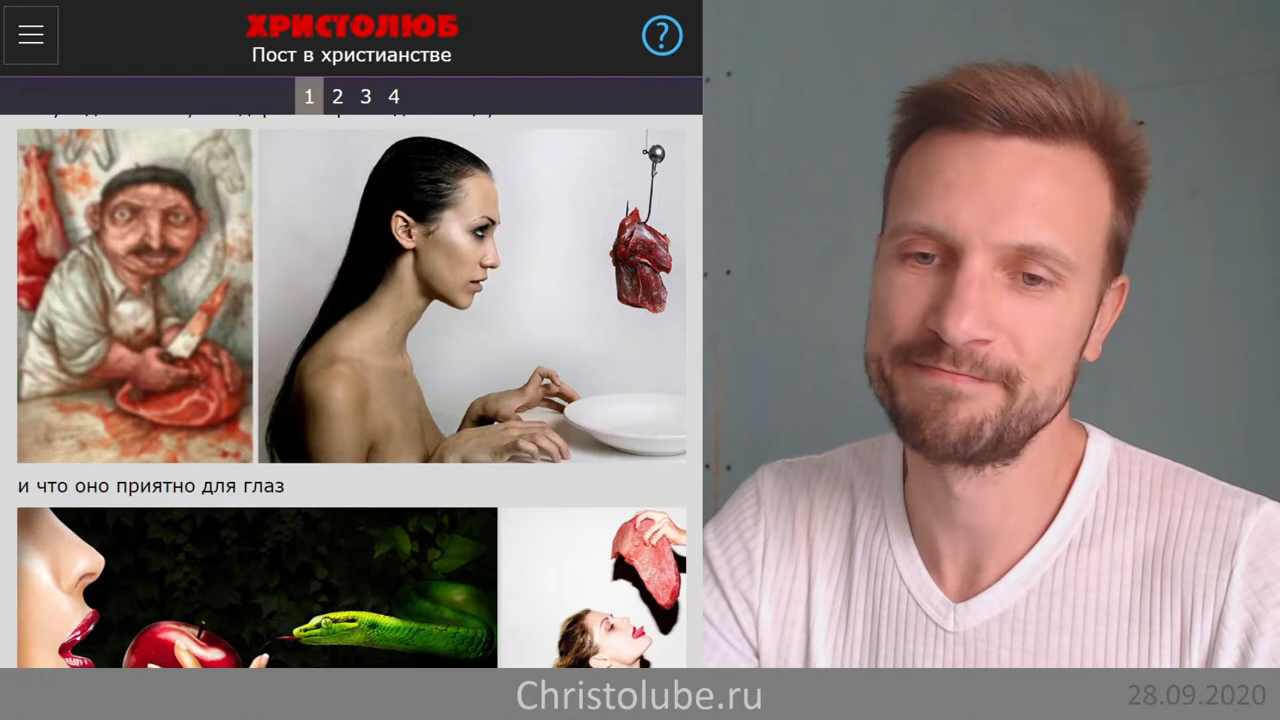 ХРИСТОЛЮБ
Пост в христианстве
?
1 2 3 4
и что оно приятно для глаз
Christolube.ru
28.09.2020